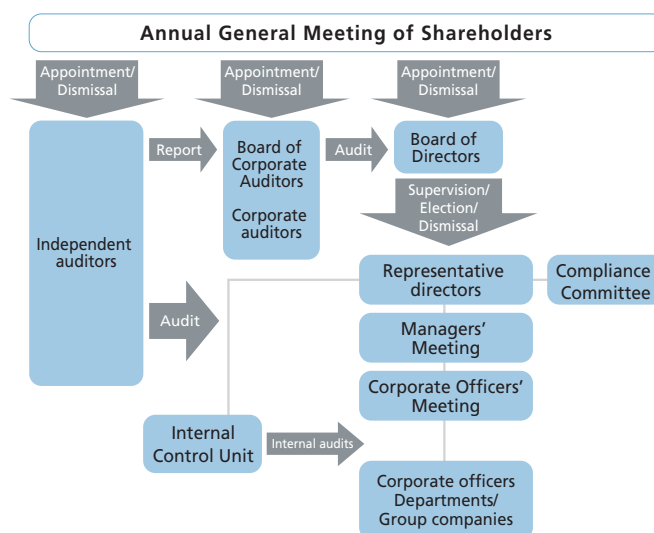 Annual General Meeting of Shareholders
Appointment/
Dismissal
Appointment/
Dismissal
Appointment/
Dismissal
Independent
auditors
Report
Board of
Corporate
Auditors
Corporate
auditors
Audit
Board of
Directors
Supervision/
Election/
Dismissal
Representative
directors
Compliance
Committee
Audit
Managers’
Meeting
Corporate Officers’
Meeting
Internal
Control Unit
Internal audits
Corporate officers
Departments/
Group companies